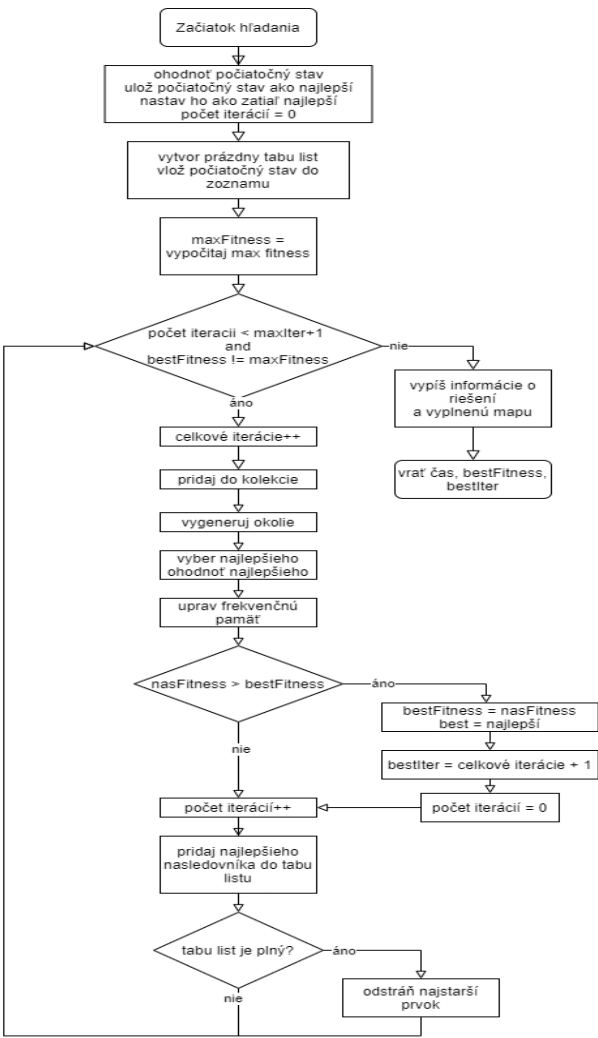 Začiatok hľadania
ohodnoť počiatočný stav
ulož počiatočný stav ako najlepší
nastav ho ako zatiaľ najlepší
počet iterácií = 0
vytvor prázdny tabu list
vlož počiatočný stav do
zoznamu
maxFitness =
vypočitaj max fitness
počet iteracii < maxIter+1
and
bestFitness != maxFitness
nie
vypíš informácie o
riešení
a vyplnenú mapu
vrať čas, bestFitness,
bestIter
áno
celkové iterácie++
pridaj do kolekcie
vygeneruj okolie
vyber najlepšieho
ohodnoť najlepšieho
uprav frekvenčnú
pamäť
nasFitness > bestFitness
áno
bestFitness = nasFitness
best = najlepší
bestIter = celkové iterácie + 1
počet iterácií = 0
nie
počet iterácií++
pridaj najlepšieho
nasledovníka do tabu
listu
tabu list je plný?
áno
odstráň najstarší
prvok
nie